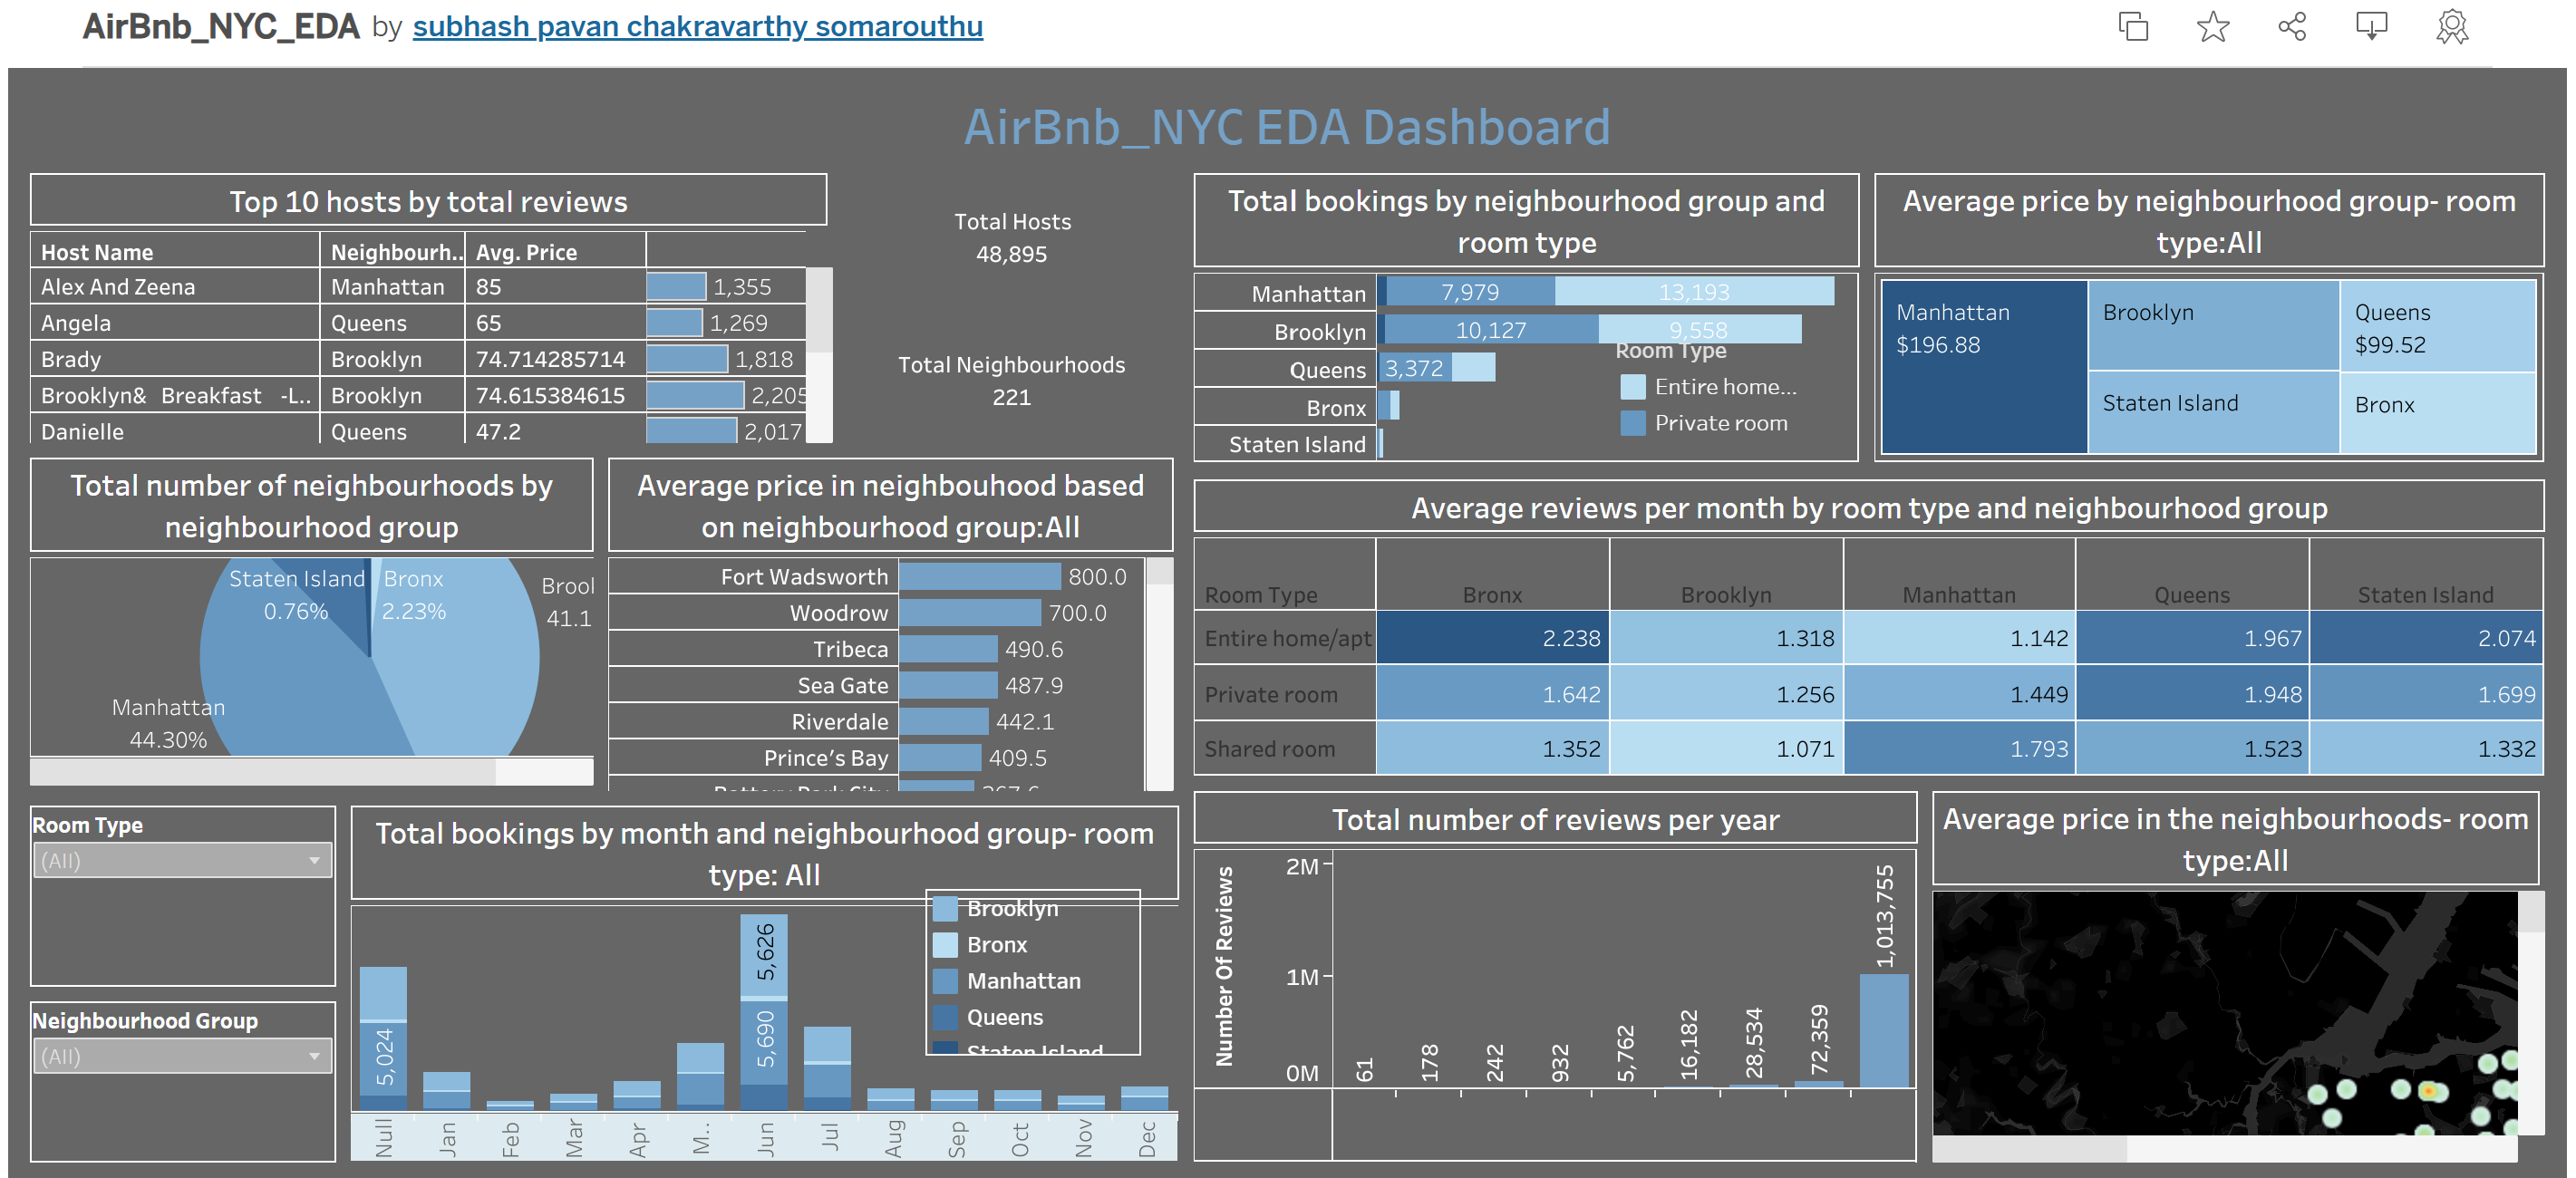 AirBnb_NYC_EDA by subhash pavan chakravarthy somarouthu
AirBnb_NYC EDA Dashboard
Top 10 hosts by total reviews
Host Name Neighbourh.. Avg. Price
Alex And Zeena Manhattan 85 1,355
Angela Queens 65 1,269
Brady Brooklyn 74.714285714 1,818
Brooklyn& Breakfast -L.. Brooklyn 74.615384615 2,205
Danielle Queens 47.2 2,017
Total Hosts
48,895
Total Neighbourhoods
221
Total bookings by neighbourhood group and
room type
Manhattan 7,979 13,193
Brooklyn 10,127 9,558
Queens 3,372
Bronx
Staten Island
Room Type
Entire home...
Private room
Average price by neighbourhood group- room
type:All
Manhattan
$196.88
Brooklyn
Staten Island
Queens
$99.52
Bronx
Total number of neighbourhoods by
neighbourhood group
Staten Island
0.76%
Bronx
2.23%
Brool
41.1
Manhattan
44.30%
Average price in neighbouhood based
on neighbourhood group:All
Fort Wadsworth 800.0
Woodrow 700.0
Tribeca 490.6
Sea Gate 487.9
Riverdale 442.1
Prince's Bay 409.5
Battery Park City 367.6
Average reviews per month by room type and neighbourhood group
Room Type Bronx Brooklyn Manhattan Queens Staten Island
Entire home/apt 2.238 1.318 1.142 1.967 2.074
Private room 1.642 1.256 1.449 1.948 1.699
Shared room 1.352 1.071 1.793 1.523 1.332
Room Type
(All)
Neighbourhood Group
(All)
Total bookings by month and neighbourhood group- room
type: All
Brooklyn
Bronx
Manhattan
Queens
Staten Island
5,024
5,626
5,690
Null Jan Feb Mar Apr M.. Jun Jul Aug Sep Oct Nov Dec
Total number of reviews per year
Number Of Reviews
2M
1M
0M
61 178 242 932 5,762 16,182 28,534 72,359 1,013,755
Average price in the neighbourhoods- room
type:All